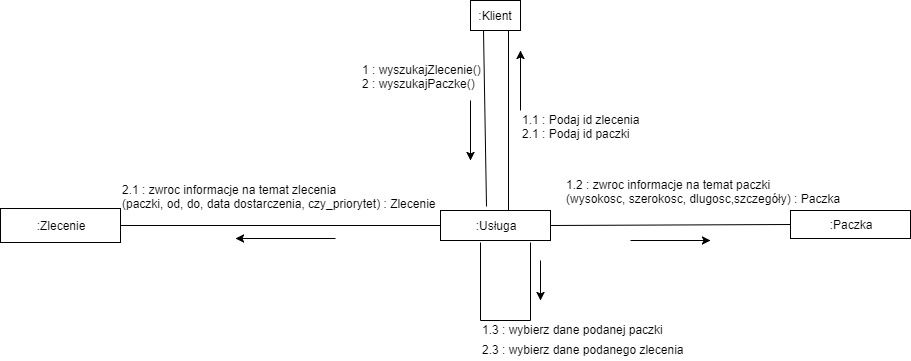 :Klient
1 : wyszukajZlecenie()
2 : wyszukajPaczke()
1.1 : Podaj id zlecenia
2.1 : Podaj id paczki
2.1 : zwroc informacje na temat zlecenia
(paczki, od, do, data dostarczenia, czy_priorytet) : Zlecenie
1.2 : zwroc informacje na temat paczki
(wysokosc, szerokosc, dlugosc,szczegóły) : Paczka
:Zlecenie
:Usługa
:Paczka
1.3 : wybierz dane podanej paczki
2.3 : wybierz dane podanego zlecenia